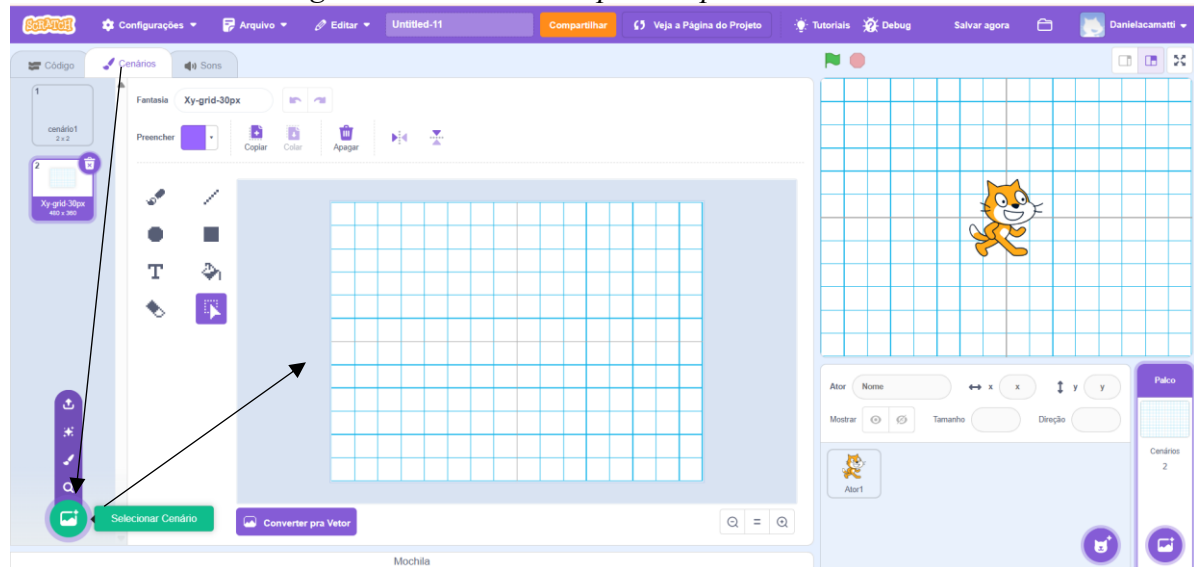 SCRATCH Configurações Arquivo Editar Untitled-11 Compartilhar Veja a Página do Projeto Tutoriais Debug Salvar agora Danielacamatti
Código Cenários Sons
1
cenário1
2 x 2
2
Xy-grid-30px
480 x 360
Fantasia Xy-grid-30px
Preencher Copiar Colar Apagar
T
Selecionar Cenário
Converter pra Vetor
Mochila
Ator Nome x x y y
Mostrar Tamanho Direção
Ator1
Palco
Cenários
2